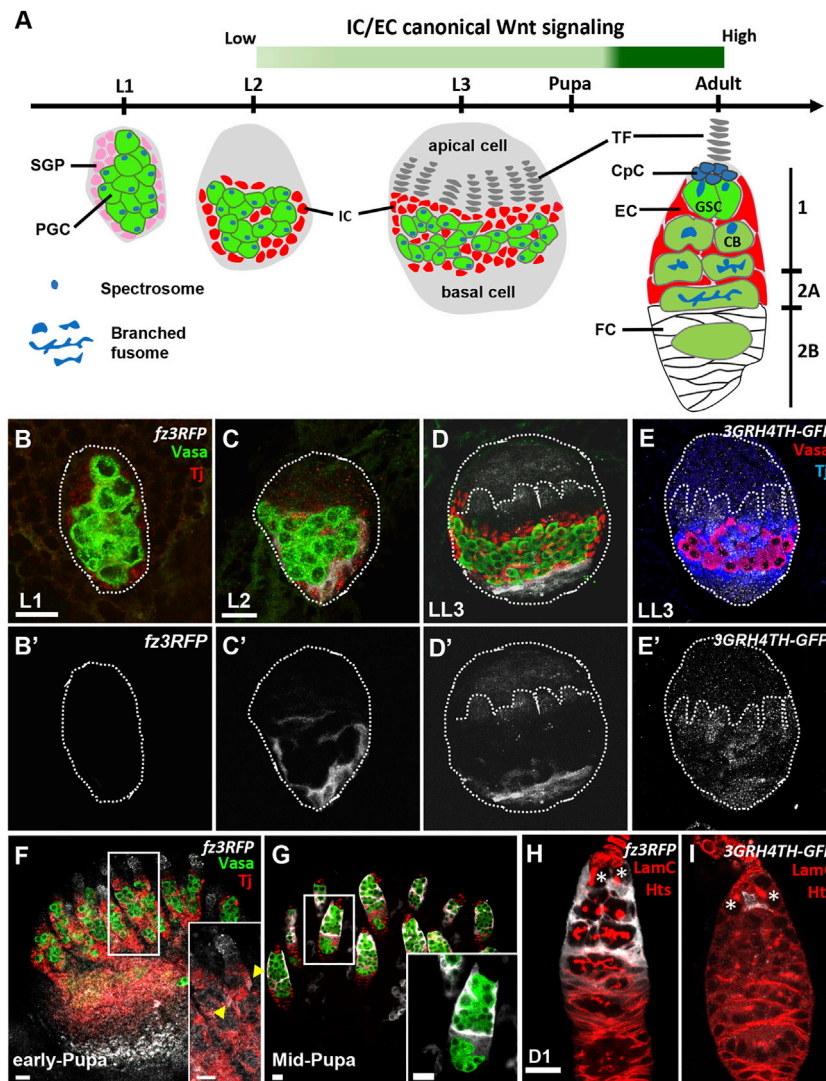 A
IC/EC canonical Wnt signaling
Low
High
L1
L2
L3
Pupa
Adult
SGP
PGC
IC
apical cell
basal cell
TF
CpC
EC
GSC
CB
FC
1
2A
2B
Spectrosome
Branched
fusome
B
fz3RFP
Vasa
Tj
L1
C
L2
D
LL3
E
3GRH4TH-GFP
Vasa
Tj
LL3
B'
fz3RFP
C'
D'
E'
3GRH4TH-GFP
F
fz3RFP
Vasa
Tj
early-Pupa
G
Mid-Pupa
H
fz3RFP
LamC
Hts
* *
D1
I
3GRH4TH-GFP
LamC
Hts
* *